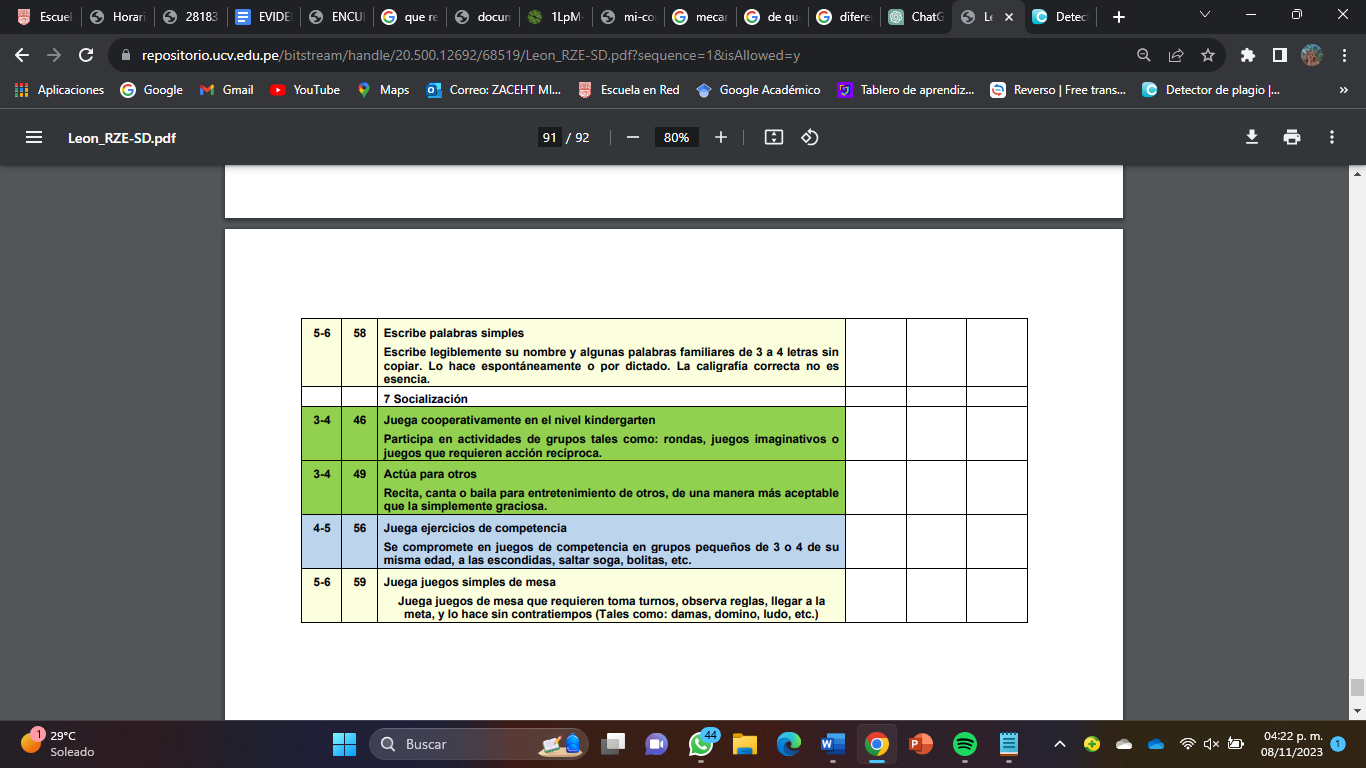 Escuel
Horari
28183
EVIDE
ENCUE
que re
docun
1LpM-
mi-co
mecar
de qu
difere
ChatG
Le
Detect
repositorio.ucv.edu.pe/bitstream/handle/20.500.12692/68519/Leon_RZE-SD.pdf?sequence=1&isAllowed=y
Aplicaciones
Google
Gmail
YouTube
Maps
Correo: ZACEHT MI...
Escuela en Red
Google Académico
Tablero de aprendiz...
Reverso | Free trans...
Detector de plagio |...
»
Leon_RZE-SD.pdf
91 / 92
80%
5-6 58 Escribe palabras simples
Escribe legiblemente su nombre y algunas palabras familiares de 3 a 4 letras sin
copiar. Lo hace espontáneamente o por dictado. La caligrafía correcta no es
esencia.
7 Socialización
3-4 46 Juega cooperativamente en el nivel kindergarten
Participa en actividades de grupos tales como: rondas, juegos imaginativos o
juegos que requieren acción recíproca.
3-4 49 Actúa para otros
Recita, canta o baila para entretenimiento de otros, de una manera más aceptable
que la simplemente graciosa.
4-5 56 Juega ejercicios de competencia
Se compromete en juegos de competencia en grupos pequeños de 3 o 4 de su
misma edad, a las escondidas, saltar soga, bolitas, etc.
5-6 59 Juega juegos simples de mesa
Juega juegos de mesa que requieren toma turnos, observa reglas, llegar a la
meta, y lo hace sin contratiempos (Tales como: damas, domino, ludo, etc.)
1
29°C
Soleado
Buscar
44
04:22 p. m.
08/11/2023
1